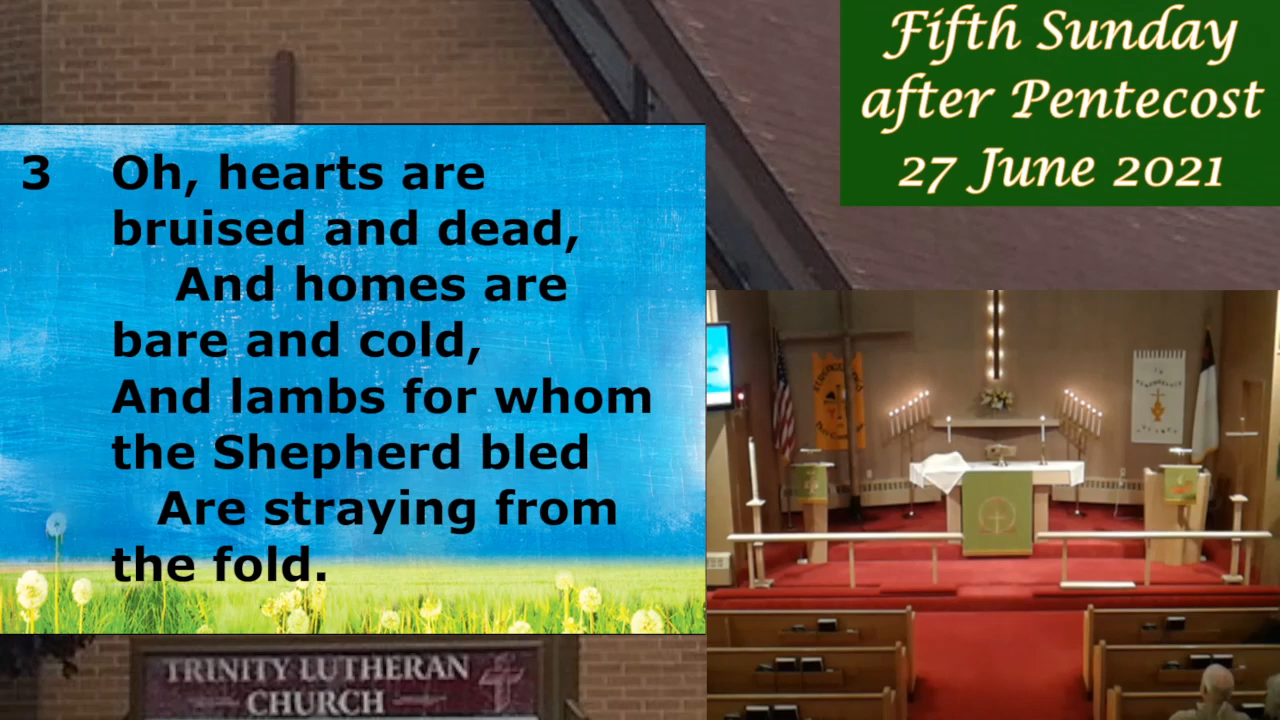 Fifth Sunday
after Pentecost
27 June 2021
3 Oh, hearts are
bruised and dead,
And homes are
bare and cold,
And lambs for whom
the Shepherd bled
Are straying from
the fold.
TRINITY LUTHERAN
CHURCH